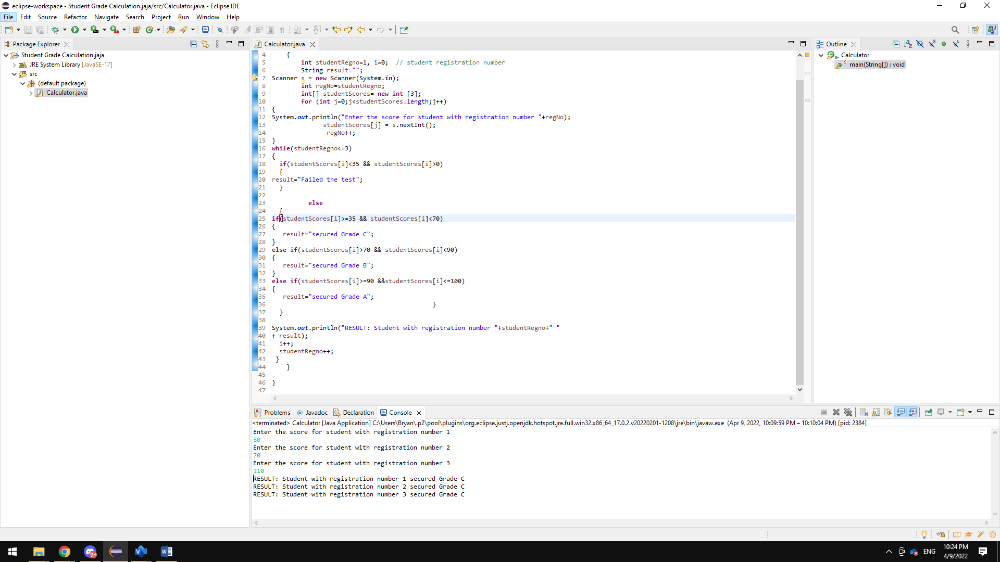 eclipse-workspace - Student Grade Calculation.jaja/src/Calculator.java - Eclipse IDE
File Edit Source Refactor Navigate Search Project Run Window Help
Package Explorer
Student Grade Calculation.jaja
JRE System Library [JavaSE-17]
src
(default package)
Calculator.java
Calculator.java
4 {
5 int studentRegno=1, i=0; // student registration number
6 String result="";
7 Scanner s = new Scanner(System.in);
8 int regNo=studentRegno;
9 int[] studentScores= new int [3];
10 for (int j=0;j<studentScores.length;j++)
11 {
12 System.out.println("Enter the score for student with registration number "+regNo);
13 studentScores[j] = s.nextInt();
14 regNo++;
15 }
16 while(studentRegno<=3)
17 {
18 if(studentScores[i]<35 && studentScores[i]>0)
19 {
20 result="Failed the test";
21 }
22
23 else
24 {
25 if(studentScores[i]>=35 && studentScores[i]<70)
26 {
27 result="secured Grade C";
28 }
29 else if(studentScores[i]>70 && studentScores[i]<90)
30 {
31 result="secured Grade B";
32 }
33 else if(studentScores[i]>=90 &&studentScores[i]<=100)
34 {
35 result="secured Grade A";
36 }
37 }
38
39 System.out.println("RESULT: Student with registration number "+studentRegno+" "
40 + result);
41 i++;
42 studentRegno++;
43 }
44 }
45
46 }
47
Outline
Calculator
main(String[]) : void
Problems @ Javadoc Declaration Console
<terminated> Calculator [Java Application] C:\Users\Bryan\.p2\pool\plugins\org.eclipse.justj.openjdk.hotspot.jre.full.win32.x86_64_17.0.2.v20220201-1208\jre\bin\javaw.exe (Apr 9, 2022, 10:09:59 PM – 10:10:04 PM) [pid: 2384]
Enter the score for student with registration number 1
60
Enter the score for student with registration number 2
70
Enter the score for student with registration number 3
110
RESULT: Student with registration number 1 secured Grade C
RESULT: Student with registration number 2 secured Grade C
RESULT: Student with registration number 3 secured Grade C
9+
ENG
10:24 PM
4/9/2022